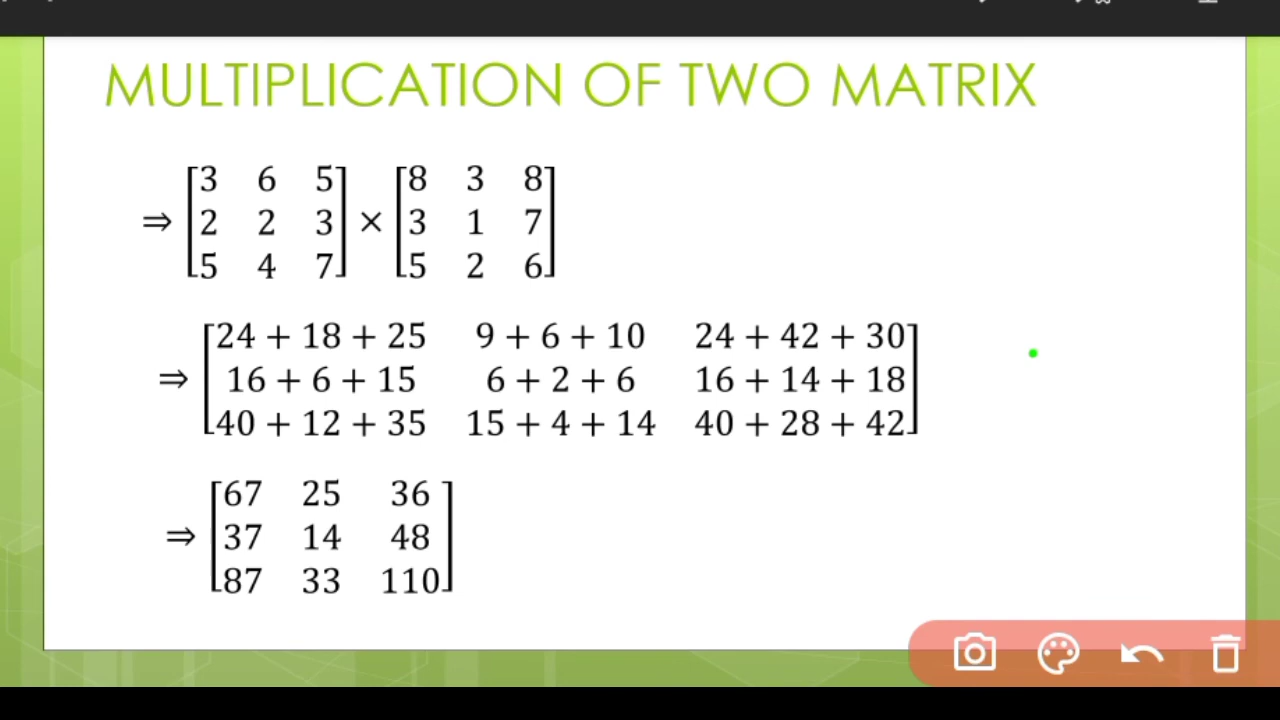 MULTIPLICATION OF TWO MATRIX
⇒ [3 6 5] × [8 3 8]
[2 2 3] [3 1 7]
[5 4 7] [5 2 6]
⇒ [24 + 18 + 25 9 + 6 + 10 24 + 42 + 30]
[16 + 6 + 15 6 + 2 + 6 16 + 14 + 18]
[40 + 12 + 35 15 + 4 + 14 40 + 28 + 42]
⇒ [67 25 36]
[37 14 48]
[87 33 110]